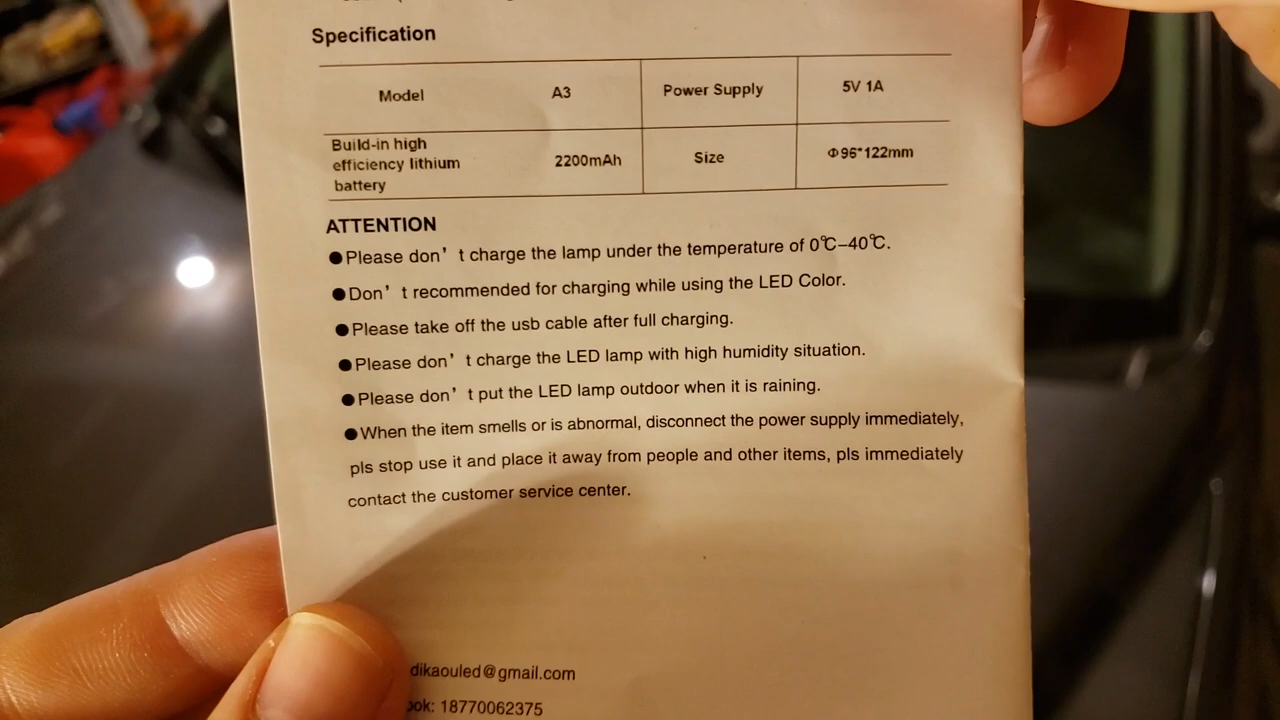 Specification
Model A3 Power Supply 5V 1A
Build-in high
efficiency lithium
battery
2200mAh Size Φ96*122mm
ATTENTION
●Please don’ t charge the lamp under the temperature of 0℃–40℃.
●Don’ t recommended for charging while using the LED Color.
●Please take off the usb cable after full charging.
●Please don’ t charge the LED lamp with high humidity situation.
●Please don’ t put the LED lamp outdoor when it is raining.
●When the item smells or is abnormal, disconnect the power supply immediately,
pls stop use it and place it away from people and other items, pls immediately
contact the customer service center.
dikaouled@gmail.com
ook: 18770062375